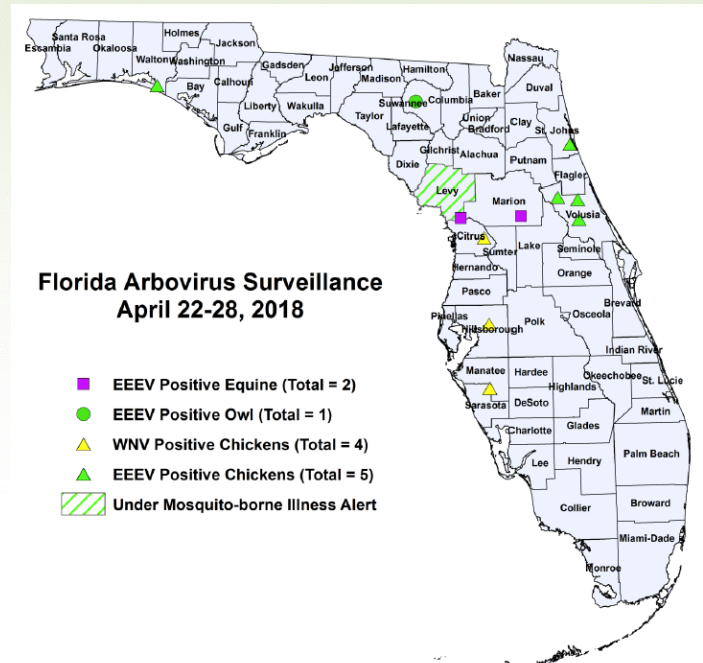 Holmes
Santa Rosa
Jackson
Escambia
Okaloosa
Walton
Washington
Gadsden
Jefferson
Hamilton
Nassau
Bay
Calhoun
Leon
Madison
Baker
Duval
Liberty
Wakulla
Taylor
Suwannee
Columbia
Union
Bradford
Clay
St. Johns
Gulf
Franklin
Lafayette
Gilchrist
Alachua
Putnam
Dixie
Flagler
Levy
Marion
Volusia
Citrus
Sumter
Lake
Seminole
Hernando
Orange
Pasco
Brevard
Florida Arbovirus Surveillance
April 22-28, 2018
Pinellas
Hillsborough
Polk
Osceola
Indian River
Manatee
Hardee
Highlands
Okeechobee
St. Lucie
Sarasota
DeSoto
Martin
Charlotte
Glades
Lee
Hendry
Palm Beach
Collier
Broward
Miami-Dade
Monroe
EEEV Positive Equine (Total = 2)
EEEV Positive Owl (Total = 1)
WNV Positive Chickens (Total = 4)
EEEV Positive Chickens (Total = 5)
Under Mosquito-borne Illness Alert